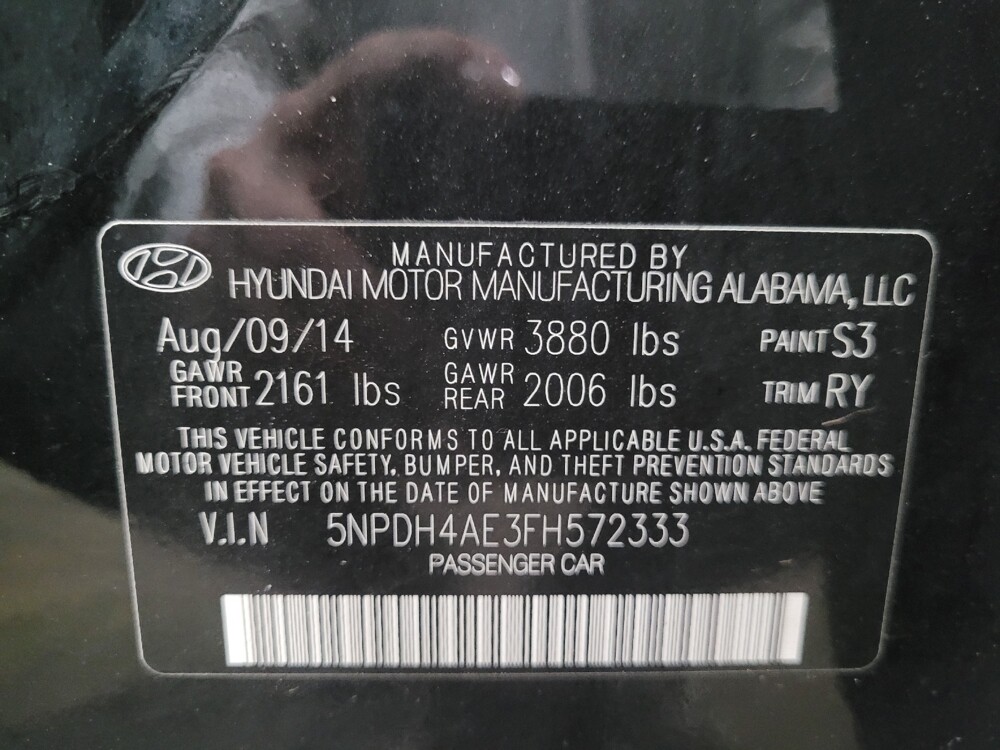 MANUFACTURED BY
HYUNDAI MOTOR MANUFACTURING ALABAMA, LLC
Aug/09/14 GVWR 3880 lbs PAINT S3
GAWR FRONT 2161 lbs GAWR REAR 2006 lbs TRIM RY
THIS VEHICLE CONFORMS TO ALL APPLICABLE U.S.A. FEDERAL
MOTOR VEHICLE SAFETY, BUMPER, AND THEFT PREVENTION STANDARDS
IN EFFECT ON THE DATE OF MANUFACTURE SHOWN ABOVE
V.I.N 5NPDH4AE3FH572333
PASSENGER CAR